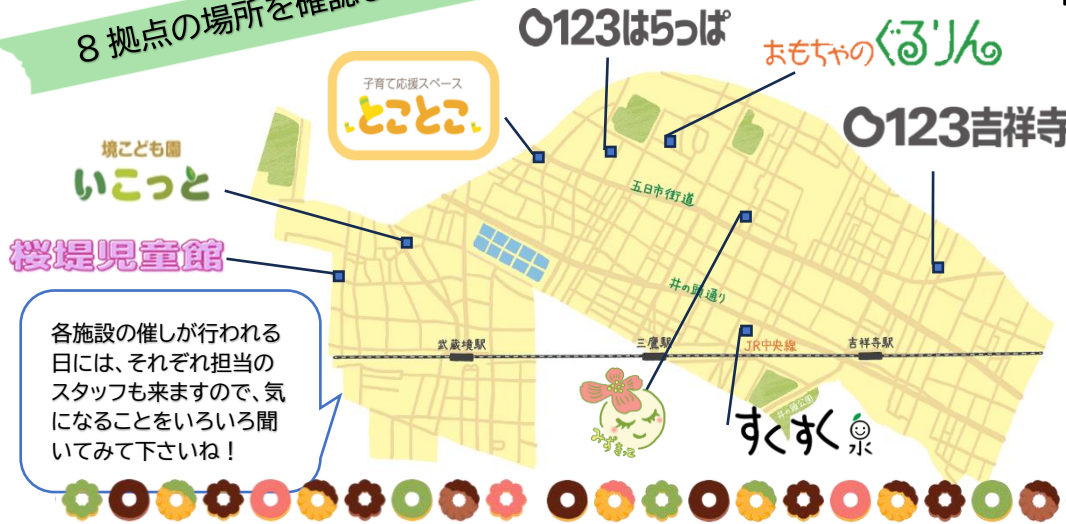 8拠点の場所を確認
0123はらっぱ
おもちゃのぐるりん
子育て応援スペース
とことこ
0123吉祥寺
境こども園
いこっと
桜堤児童館
五日市街道
井の頭通り
各施設の催しが行われる
日には、それぞれ担当の
スタッフも来ますので、気
になることをいろいろ聞
いてみて下さいね！
武蔵境駅
三鷹駅
JR中央線
吉祥寺駅
井の頭公園
みずきっこ
すくすく泉